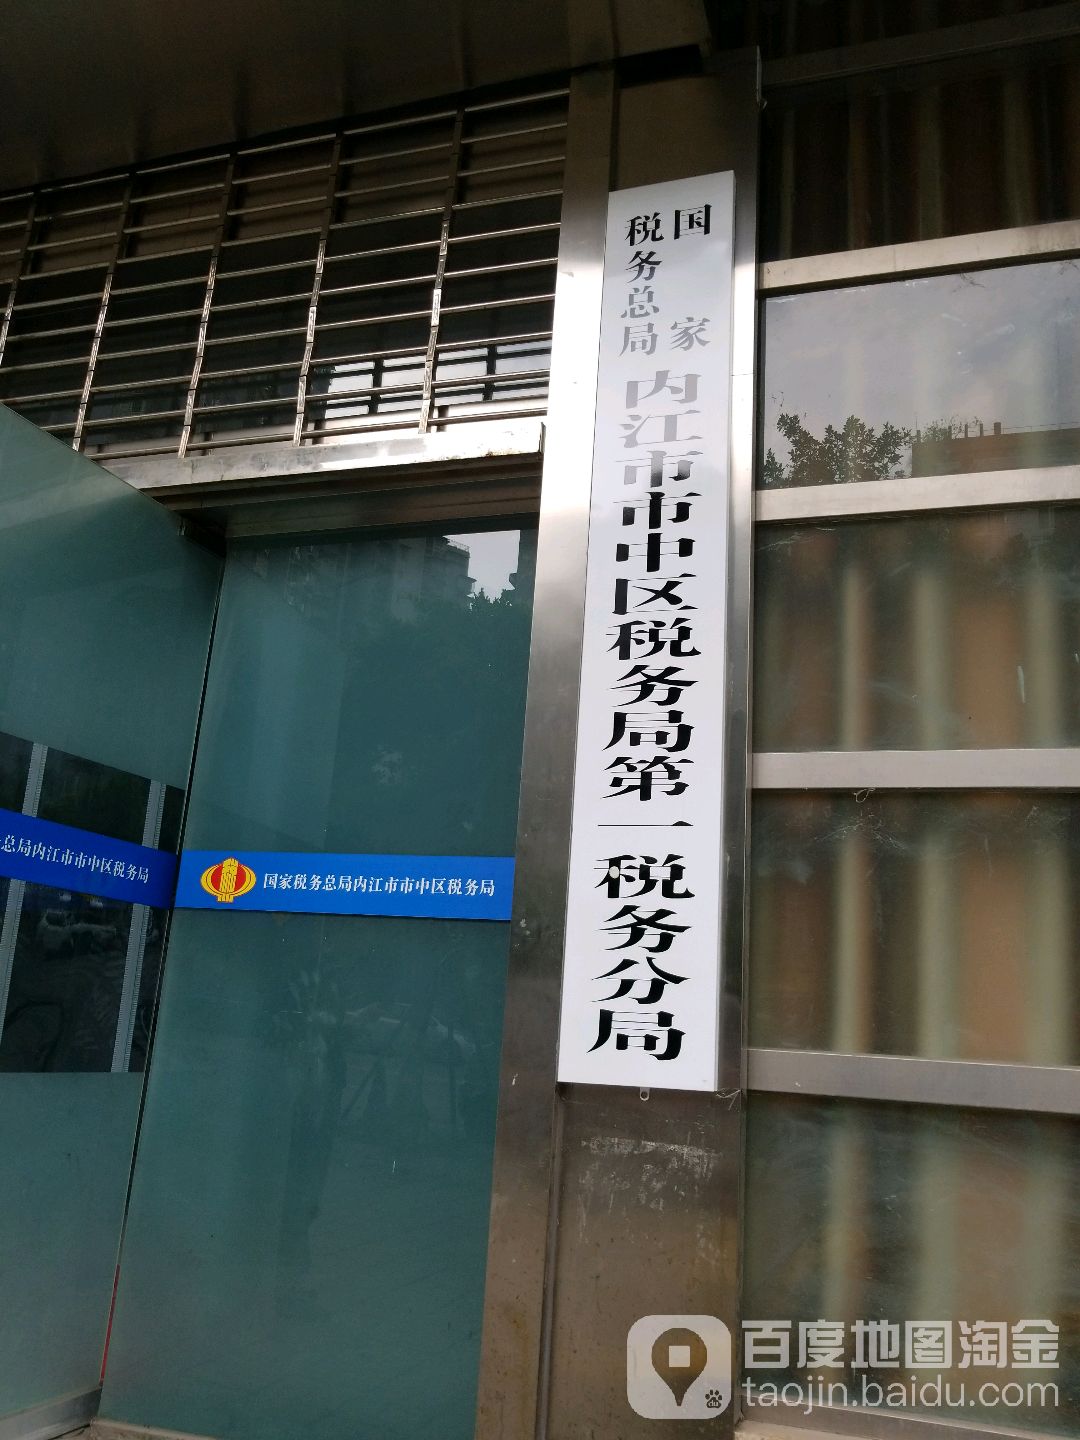 国家
税务总局
内江市市中区税务局第一税务分局
总局内江市市中区税务局
国家税务总局内江市市中区税务局
百度地图淘金
taojin.baidu.com